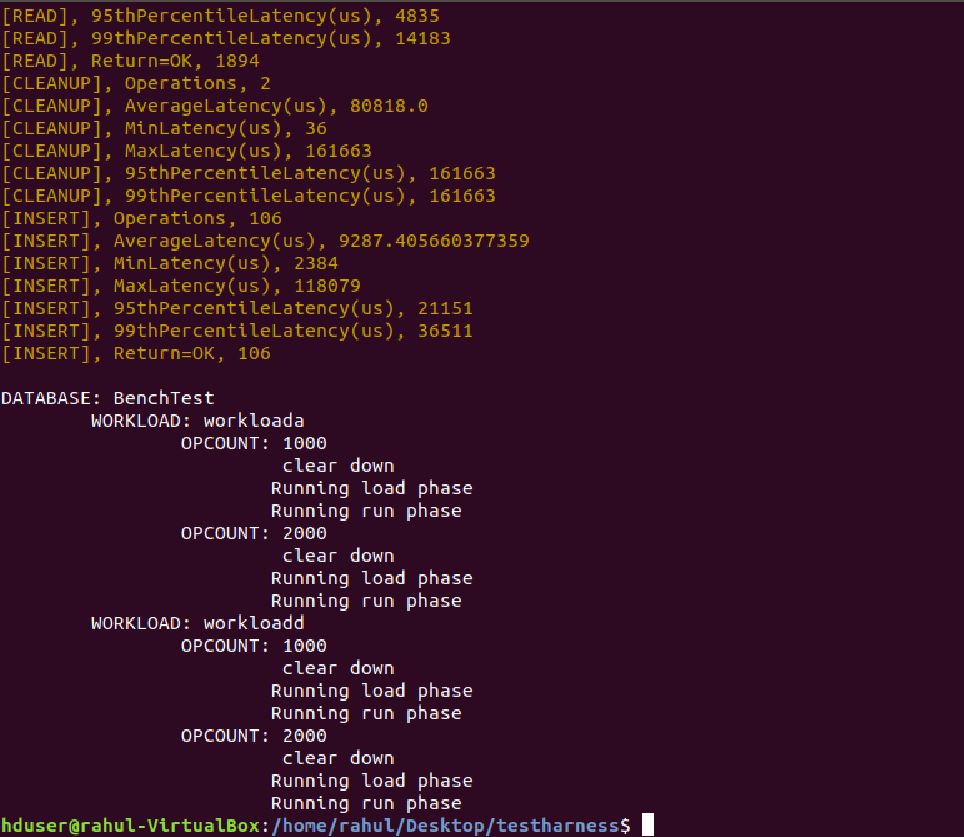 [READ], 95thPercentileLatency(us), 4835
[READ], 99thPercentileLatency(us), 14183
[READ], Return=OK, 1894
[CLEANUP], Operations, 2
[CLEANUP], AverageLatency(us), 80818.0
[CLEANUP], MinLatency(us), 36
[CLEANUP], MaxLatency(us), 161663
[CLEANUP], 95thPercentileLatency(us), 161663
[CLEANUP], 99thPercentileLatency(us), 161663
[INSERT], Operations, 106
[INSERT], AverageLatency(us), 9287.405660377359
[INSERT], MinLatency(us), 2384
[INSERT], MaxLatency(us), 118079
[INSERT], 95thPercentileLatency(us), 21151
[INSERT], 99thPercentileLatency(us), 36511
[INSERT], Return=OK, 106
DATABASE: BenchTest
WORKLOAD: workloada
OPCOUNT: 1000
clear down
Running load phase
Running run phase
OPCOUNT: 2000
clear down
Running load phase
Running run phase
WORKLOAD: workloadd
OPCOUNT: 1000
clear down
Running load phase
Running run phase
OPCOUNT: 2000
clear down
Running load phase
Running run phase
hduser@rahul-VirtualBox:/home/rahul/Desktop/testharness$